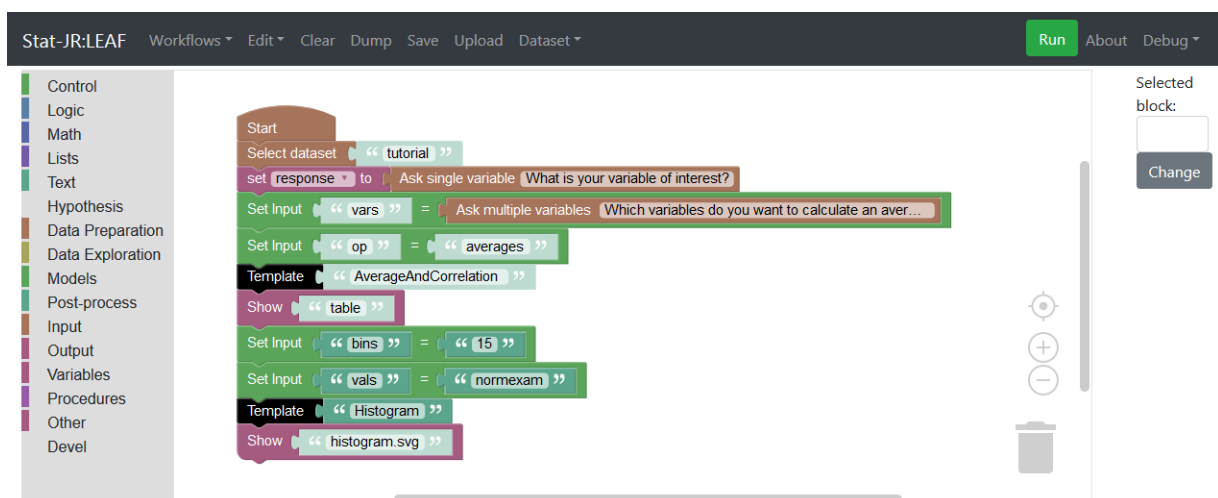 Stat-JR:LEAF Workflows Edit Clear Dump Save Upload Dataset Run About Debug
Control
Logic
Math
Lists
Text
Hypothesis
Data Preparation
Data Exploration
Models
Post-process
Input
Output
Variables
Procedures
Other
Devel
Start
Select dataset “ tutorial ”
set response to Ask single variable What is your variable of interest?
Set Input “ vars ” = Ask multiple variables Which variables do you want to calculate an aver...
Set Input “ op ” = “ averages ”
Template “ AverageAndCorrelation ”
Show “ table ”
Set Input “ bins ” = “ 15 ”
Set Input “ vals ” = “ normexam ”
Template “ Histogram ”
Show “ histogram.svg ”
Selected
block:
Change